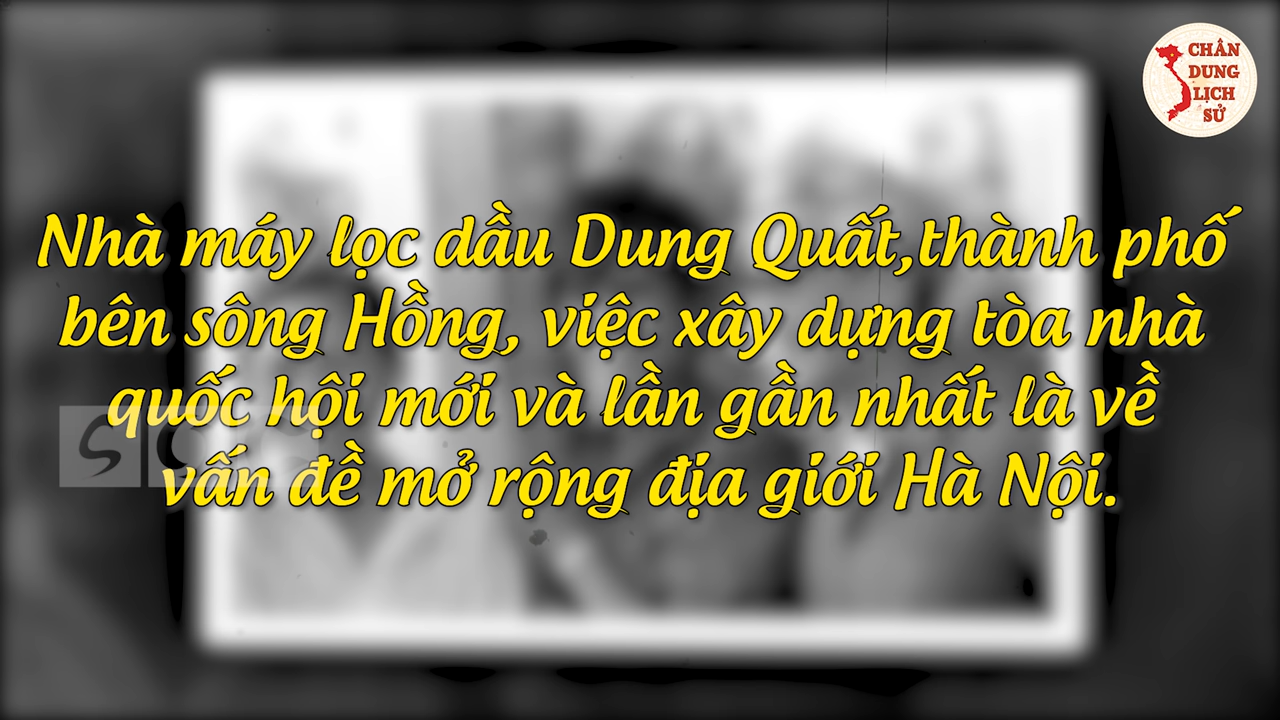 CHÂN
DUNG
LỊCH
SỬ
Nhà máy lọc dầu Dung Quất,thành phố
bên sông Hồng, việc xây dựng tòa nhà
quốc hội mới và lần gần nhất là về
vấn đề mở rộng địa giới Hà Nội.